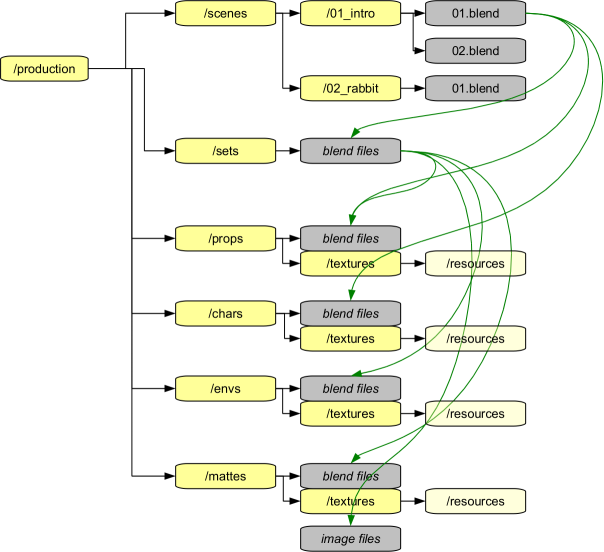 /scenes
/01_intro
01.blend
02.blend
/production
/02_rabbit
01.blend
/sets
blend files
/props
blend files
/textures
/resources
/chars
blend files
/textures
/resources
/envs
blend files
/textures
/resources
/mattes
blend files
/textures
/resources
image files